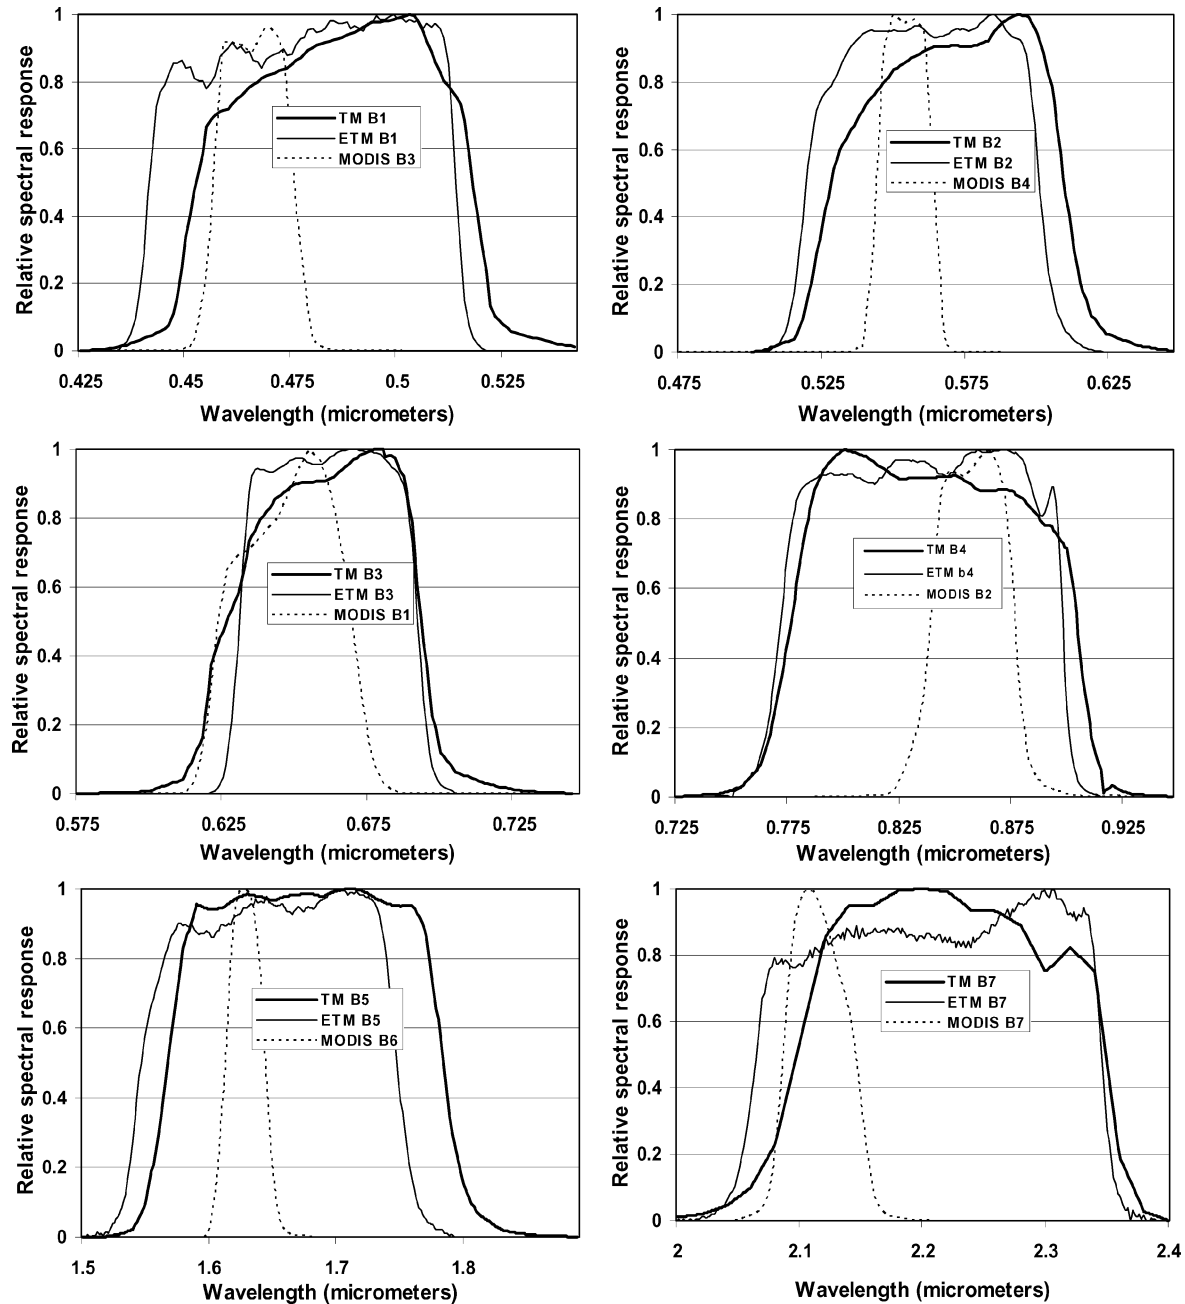 1
0.8
0.6
0.4
0.2
0
Relative spectral response
TM B1
ETM B1
MODIS B3
0.425 0.45 0.475 0.5 0.525
Wavelength (micrometers)
1
0.8
0.6
0.4
0.2
0
Relative spectral response
TM B2
ETM B2
MODIS B4
0.475 0.525 0.575 0.625
Wavelength (micrometers)
1
0.8
0.6
0.4
0.2
0
Relative spectral response
TM B3
ETM B3
MODIS B1
0.575 0.625 0.675 0.725
Wavelength (micrometers)
1
0.8
0.6
0.4
0.2
0
Relative spectral response
TM B4
ETM b4
MODIS B2
0.725 0.775 0.825 0.875 0.925
Wavelength (micrometers)
1
0.8
0.6
0.4
0.2
0
Relative spectral response
TM B5
ETM B5
MODIS B6
1.5 1.6 1.7 1.8
Wavelength (micrometers)
1
0.8
0.6
0.4
0.2
0
Relative spectral response
TM B7
ETM B7
MODIS B7
2 2.1 2.2 2.3 2.4
Wavelength (micrometers)